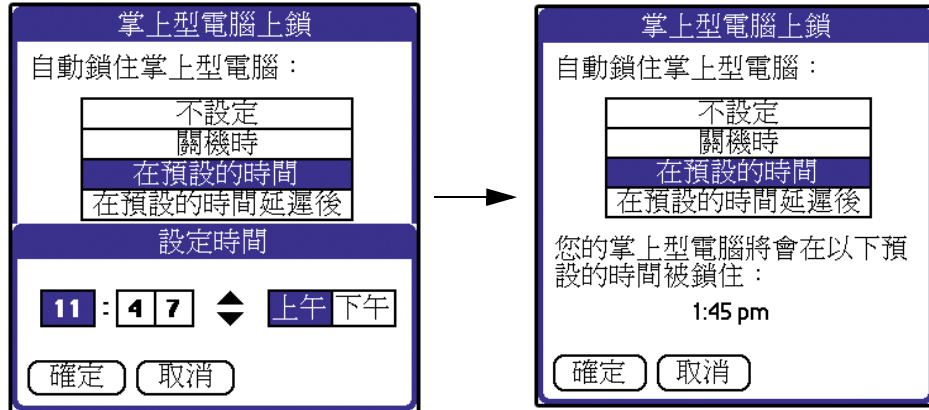 掌上型電腦上鎖
自動鎖住掌上型電腦：
不設定
關機時
在預設的時間
在預設的時間延遲後
設定時間
11 : 4 7 上午 下午
確定 取消
掌上型電腦上鎖
自動鎖住掌上型電腦：
不設定
關機時
在預設的時間
在預設的時間延遲後
您的掌上型電腦將會在以下預
設的時間被鎖住：
1:45 pm
確定 取消